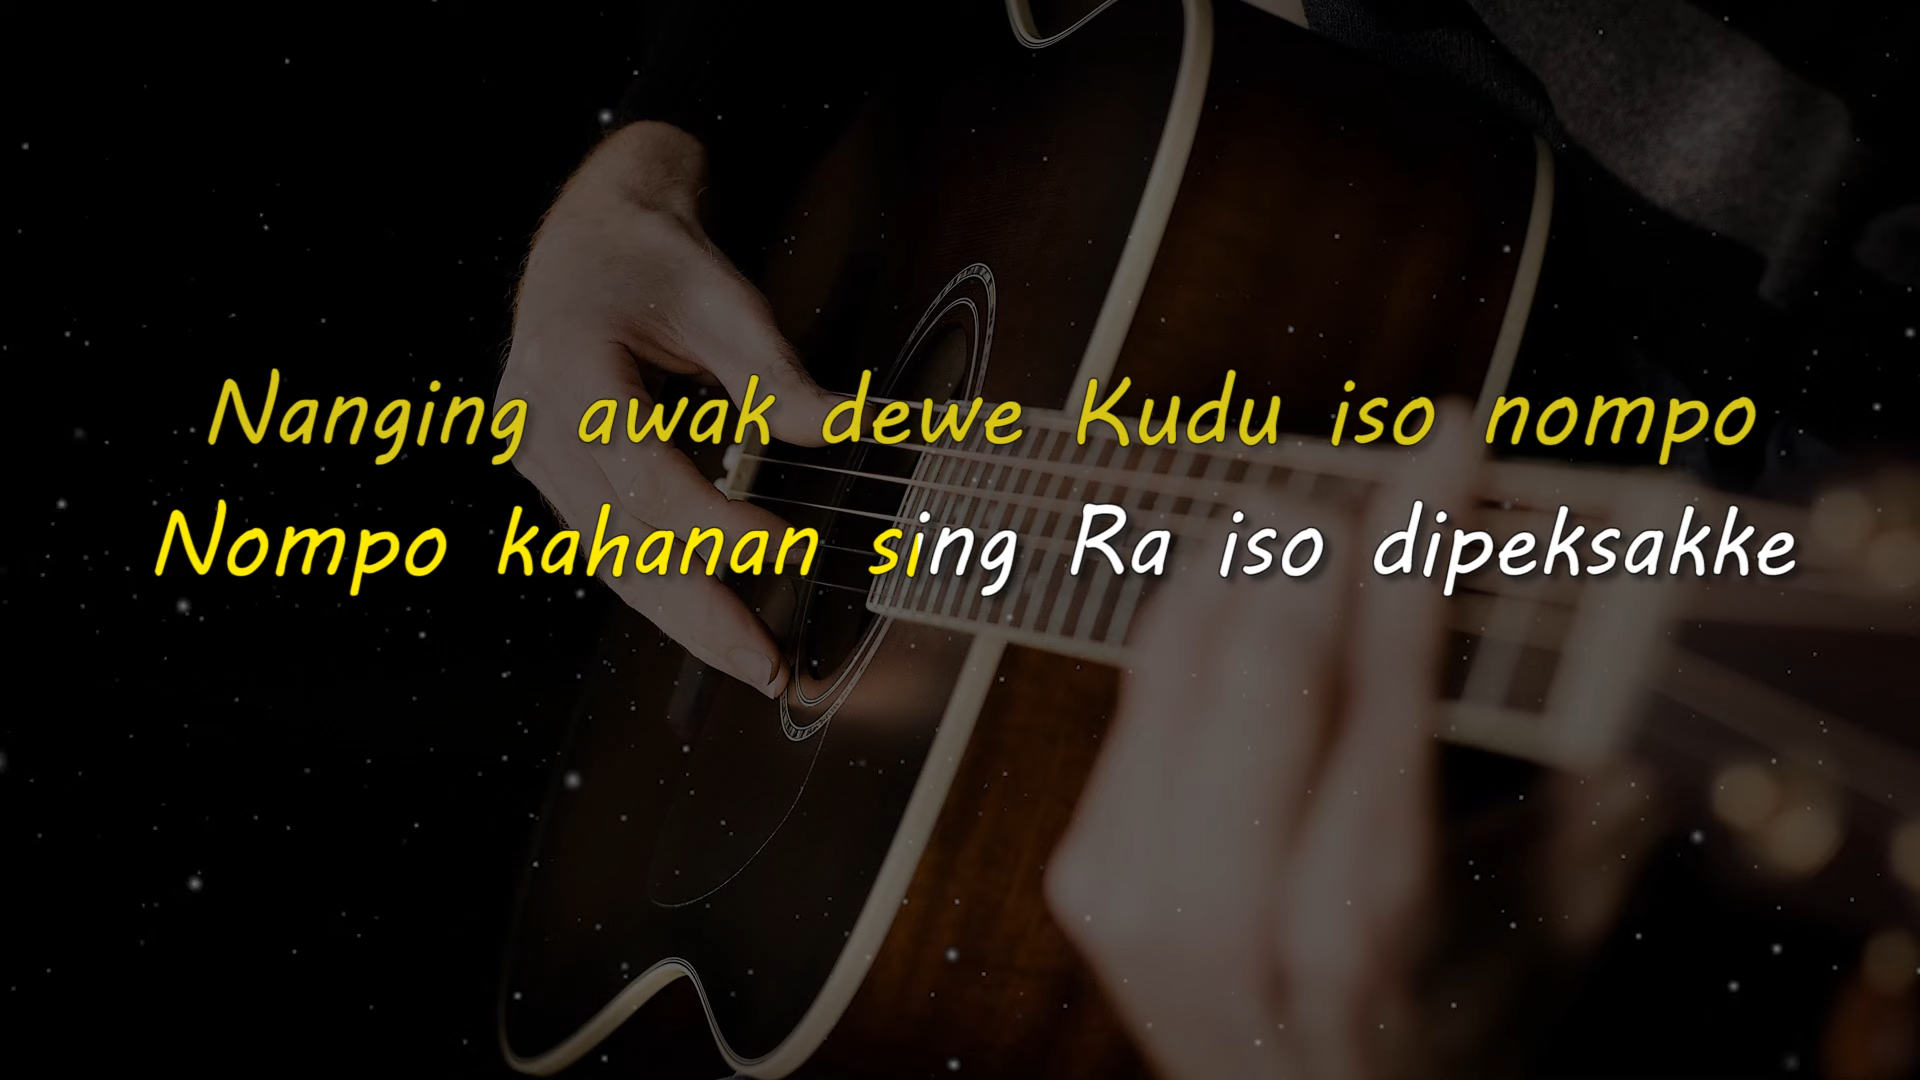 Nanging awak dewe Kudu iso nompo
Nompo kahanan sing Ra iso dipeksakke